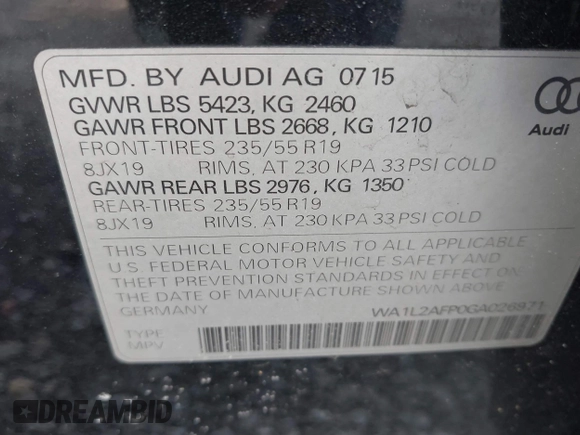 MFD. BY AUDI AG 07 15
GVWR LBS 5423, KG 2460
GAWR FRONT LBS 2668, KG 1210
FRONT-TIRES 235/55 R19
8JX19 RIMS, AT 230 KPA 33 PSI COLD
GAWR REAR LBS 2976, KG 1350
REAR-TIRES 235/55 R19
8JX19 RIMS, AT 230 KPA 33 PSI COLD
Audi
THIS VEHICLE CONFORMS TO ALL APPLICABLE
U.S. FEDERAL MOTOR VEHICLE SAFETY AND
THEFT PREVENTION STANDARDS IN EFFECT ON
THE DATE OF MANUFACTURE SHOWN ABOVE.
GERMANY
WA1L2AFP0GA026971
TYPE
MPV
DREAMBID